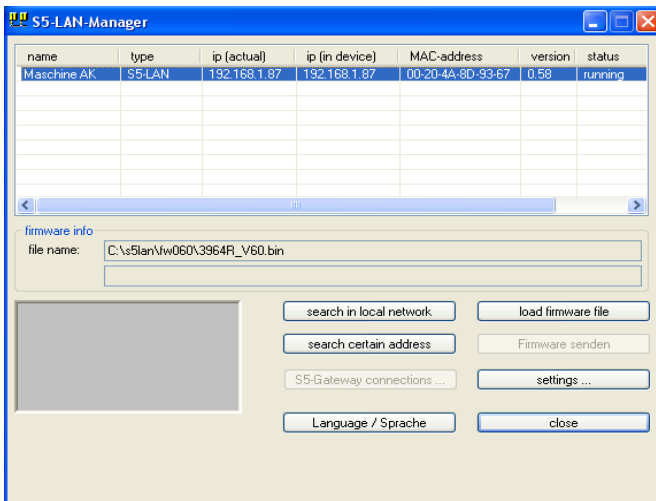 S5-LAN-Manager
name type ip (actual) ip (in device) MAC-address version status
Maschine AK S5-LAN 192.168.1.87 192.168.1.87 00-20-4A-8D-93-67 0.58 running
firmware info
file name: C:\s5lan\fw060\3964R_V60.bin
search in local network load firmware file
search certain address Firmware senden
S5-Gateway connections ... settings ...
Language / Sprache close